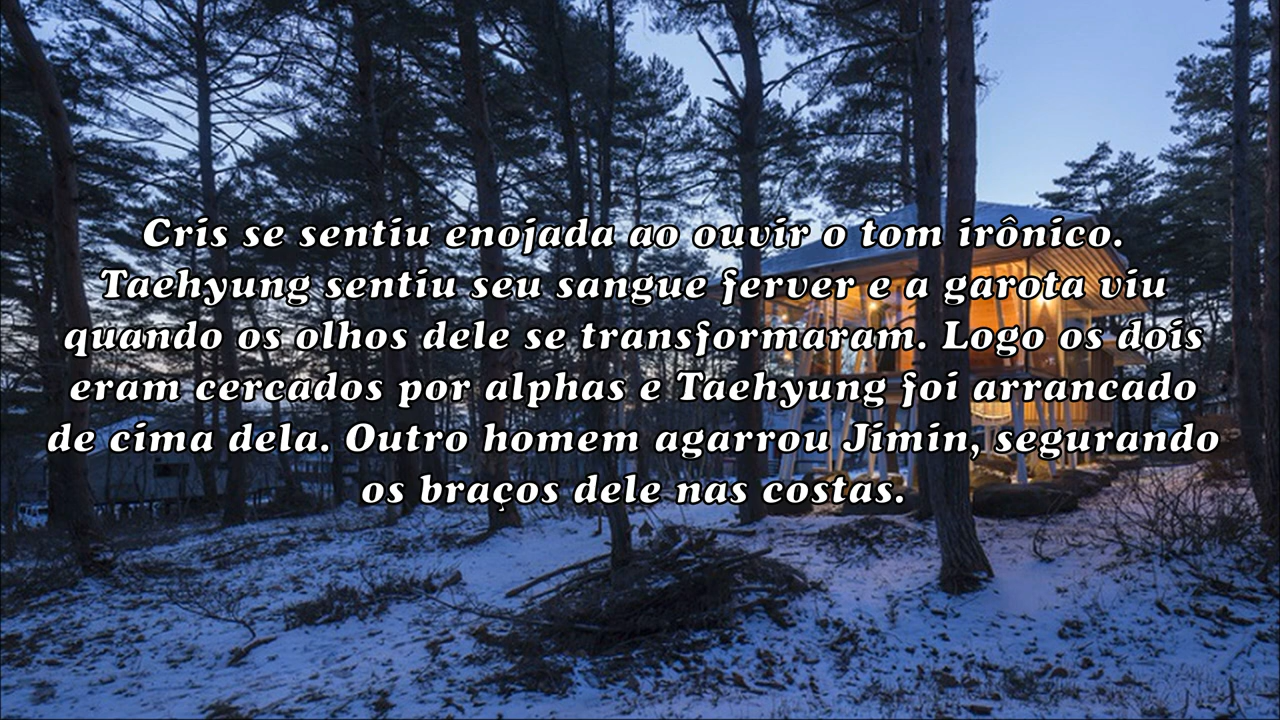 Cris se sentiu enojada ao ouvir o tom irônico.
Taehyung sentiu seu sangue ferver e a garota viu
quando os olhos dele se transformaram. Logo os dois
eram cercados por alphas e Taehyung foi arrancado
de cima dela. Outro homem agarrou Jimin, segurando
os braços dele nas costas.